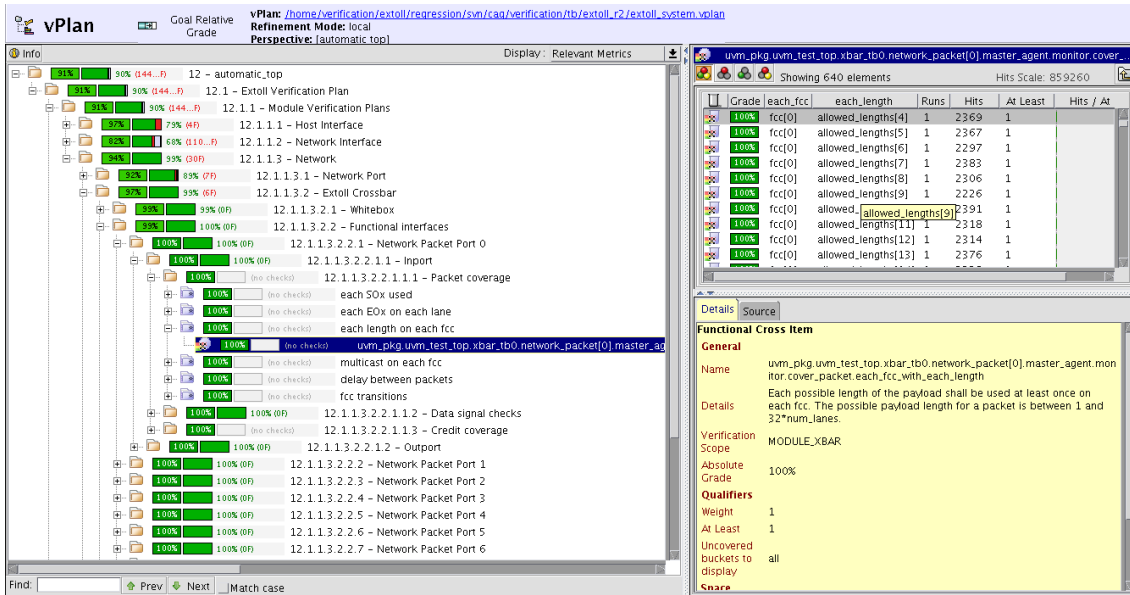 vPlan
Goal Relative
Grade
vPlan: /home/verification/extoll/regression/svn/cag/verification/tb/extoll_r2/extoll_system.vplan
Refinement Mode: local
Perspective: [automatic top]
Info
Display: Relevant Metrics
91% 90% (144...F) 12 - automatic_top
91% 90% (144...F) 12.1 - Extoll Verification Plan
91% 90% (144...F) 12.1.1 - Module Verification Plans
97% 79% (4F) 12.1.1.1 - Host Interface
82% 68% (110...F) 12.1.1.2 - Network Interface
94% 99% (30F) 12.1.1.3 - Network
92% 89% (7F) 12.1.1.3.1 - Network Port
97% 99% (6F) 12.1.1.3.2 - Extoll Crossbar
99% 99% (0F) 12.1.1.3.2.1 - Whitebox
99% 100% (0F) 12.1.1.3.2.2 - Functional interfaces
100% 100% (0F) 12.1.1.3.2.2.1 - Network Packet Port 0
100% 100% (0F) 12.1.1.3.2.2.1.1 - Inport
100% (no checks) 12.1.1.3.2.2.1.1.1 - Packet coverage
100% (no checks) each SOx used
100% (no checks) each EOx on each lane
100% (no checks) each length on each fcc
100% (no checks) uvm_pkg.uvm_test_top.xbar_tb0.network_packet[0].master_ag
100% (no checks) multicast on each fcc
100% (no checks) delay between packets
100% (no checks) fcc transitions
100% 100% (0F) 12.1.1.3.2.2.1.1.2 - Data signal checks
100% (no checks) 12.1.1.3.2.2.1.1.3 - Credit coverage
100% 100% (0F) 12.1.1.3.2.2.1.2 - Outport
100% 100% (0F) 12.1.1.3.2.2.2 - Network Packet Port 1
100% 100% (0F) 12.1.1.3.2.2.3 - Network Packet Port 2
100% 100% (0F) 12.1.1.3.2.2.4 - Network Packet Port 3
100% 100% (0F) 12.1.1.3.2.2.5 - Network Packet Port 4
100% 100% (0F) 12.1.1.3.2.2.6 - Network Packet Port 5
100% 100% (0F) 12.1.1.3.2.2.7 - Network Packet Port 6
Find: Prev Next Match case
uvm_pkg.uvm_test_top.xbar_tb0.network_packet[0].master_agent.monitor.cover_...
Showing 640 elements Hits Scale: 859260
U Grade each_fcc each_length Runs Hits At Least Hits / At
100% fcc[0] allowed_lengths[4] 1 2369 1
100% fcc[0] allowed_lengths[5] 1 2367 1
100% fcc[0] allowed_lengths[6] 1 2297 1
100% fcc[0] allowed_lengths[7] 1 2383 1
100% fcc[0] allowed_lengths[8] 1 2306 1
100% fcc[0] allowed_lengths[9] 1 2226 1
100% fcc[0] allowed_ allowed_lengths[9] 2391 1
100% fcc[0] allowed_lengths[11] 1 2318 1
100% fcc[0] allowed_lengths[12] 1 2314 1
100% fcc[0] allowed_lengths[13] 1 2376 1
Details Source
Functional Cross Item
General
Name uvm_pkg.uvm_test_top.xbar_tb0.network_packet[0].master_agent.mon
itor.cover_packet.each_fcc_with_each_length
Details Each possible length of the payload shall be used at least once on
each fcc. The possible payload length for a packet is between 1 and
32*num_lanes.
Verification
Scope MODULE_XBAR
Absolute
Grade 100%
Qualifiers
Weight 1
At Least 1
Uncovered
buckets to all
display
Space